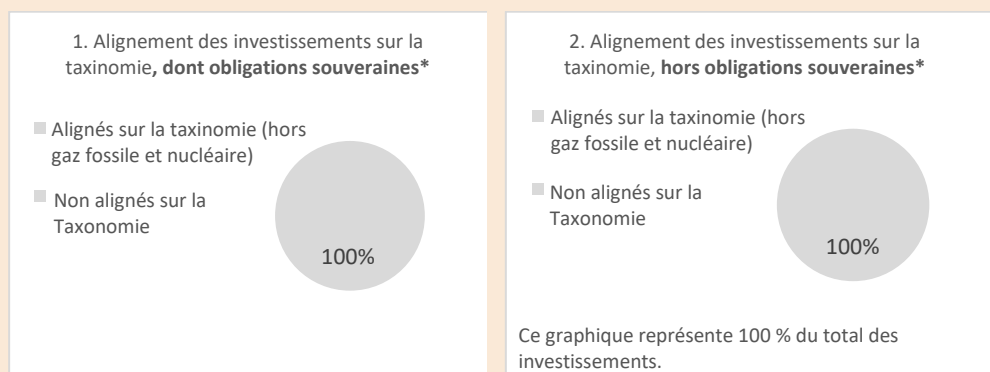 1. Alignement des investissements sur la
taxinomie, dont obligations souveraines*
Alignés sur la taxinomie (hors
gaz fossile et nucléaire)
Non alignés sur la
Taxonomie
100%
2. Alignement des investissements sur la
taxinomie, hors obligations souveraines*
Alignés sur la taxinomie (hors
gaz fossile et nucléaire)
Non alignés sur la
Taxonomie
100%
Ce graphique représente 100 % du total des
investissements.